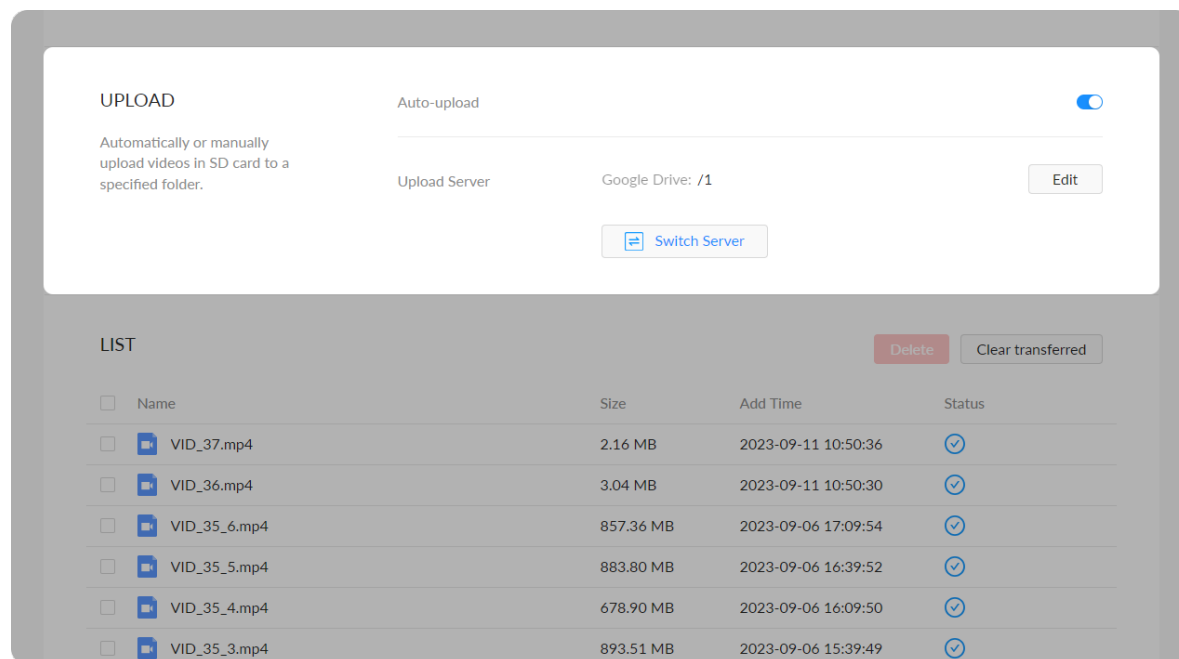 UPLOAD
Auto-upload
Automatically or manually
upload videos in SD card to a
specified folder.
Upload Server
Google Drive: /1
Edit
Switch Server
LIST
Delete
Clear transferred
Name Size Add Time Status
VID_37.mp4 2.16 MB 2023-09-11 10:50:36
VID_36.mp4 3.04 MB 2023-09-11 10:50:30
VID_35_6.mp4 857.36 MB 2023-09-06 17:09:54
VID_35_5.mp4 883.80 MB 2023-09-06 16:39:52
VID_35_4.mp4 678.90 MB 2023-09-06 16:09:50
VID_35_3.mp4 893.51 MB 2023-09-06 15:39:49